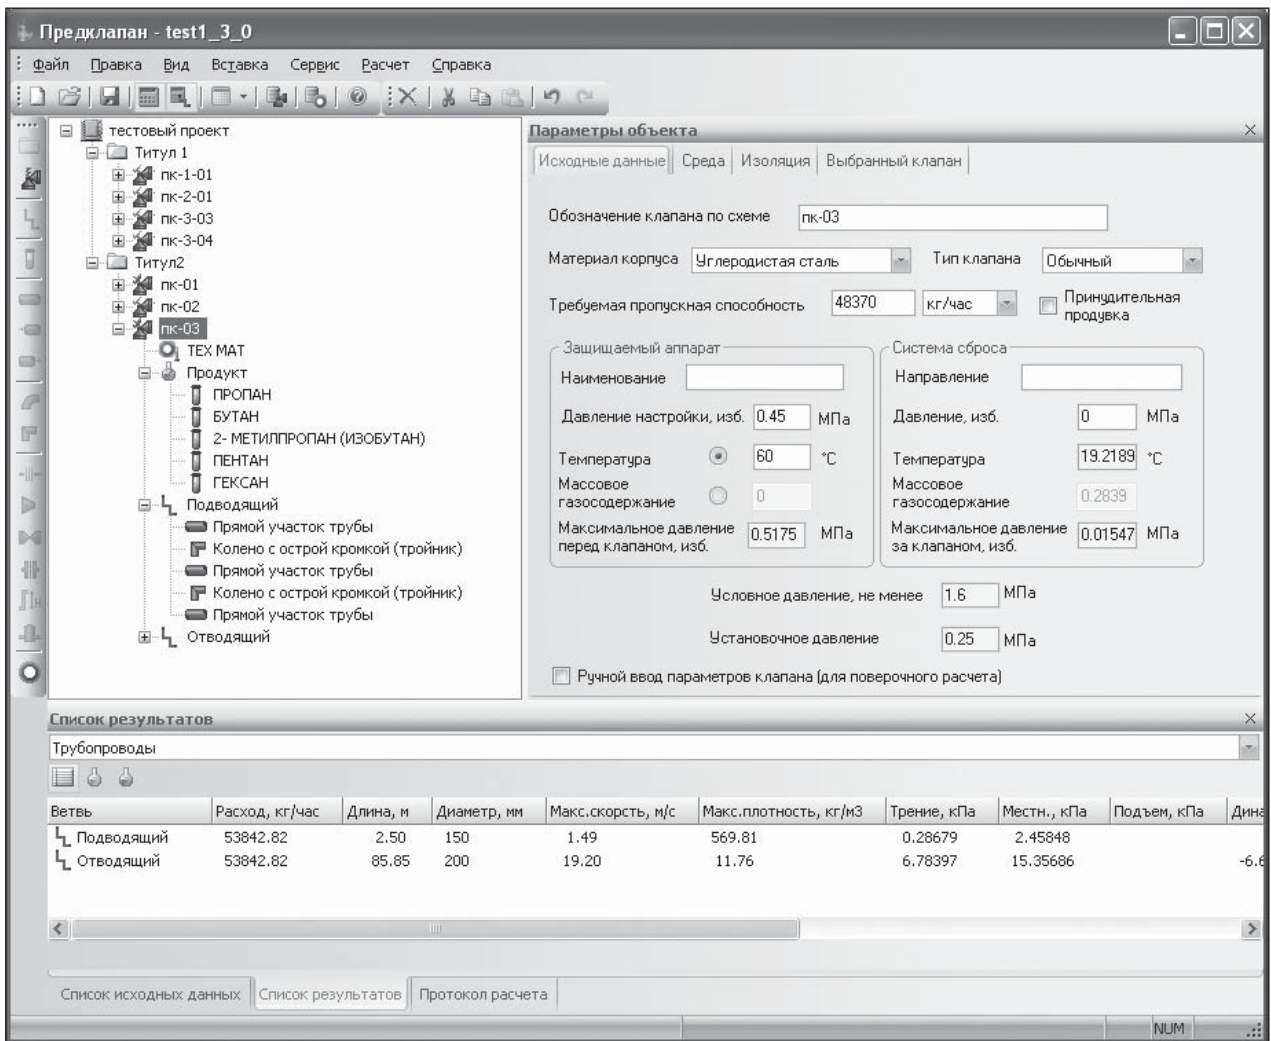 Предклапан - test1_3_0
Файл Правка Вид Вставка Сервис Расчет Справка
тестовый проект
Титул 1
пк-1-01
пк-2-01
пк-3-03
пк-3-04
Титул2
пк-01
пк-02
пк-03
ТЕХ МАТ
Продукт
ПРОПАН
БУТАН
2- МЕТИЛПРОПАН (ИЗОБУТАН)
ПЕНТАН
ГЕКСАН
Подводящий
Прямой участок трубы
Колено с острой кромкой (тройник)
Прямой участок трубы
Колено с острой кромкой (тройник)
Прямой участок трубы
Отводящий
Параметры объекта
Исходные данные Среда Изоляция Выбранный клапан
Обозначение клапана по схеме пк-03
Материал корпуса Углеродистая сталь Тип клапана Обычный
Требуемая пропускная способность 48370 кг/час Принудительная продувка
Защищаемый аппарат
Наименование
Давление настройки, изб. 0.45 МПа
Температура 60 °C
Массовое газосодержание 0
Максимальное давление перед клапаном, изб. 0.5175 МПа
Система сброса
Направление
Давление, изб. 0 МПа
Температура 19.2189 °C
Массовое газосодержание 0.2839
Максимальное давление за клапаном, изб. 0.01547 МПа
Условное давление, не менее 1.6 МПа
Установочное давление 0.25 МПа
Ручной ввод параметров клапана (для поверочного расчета)
Список результатов
Трубопроводы
Ветвь Расход, кг/час Длина, м Диаметр, мм Макс.скорсть, м/с Макс.плотность, кг/м3 Трение, кПа Местн., кПа Подъем, кПа Дина
Подводящий 53842.82 2.50 150 1.49 569.81 0.28679 2.45848
Отводящий 53842.82 85.85 200 19.20 11.76 6.78397 15.35686 -6.6
Список исходных данных Список результатов Протокол расчета
NUM